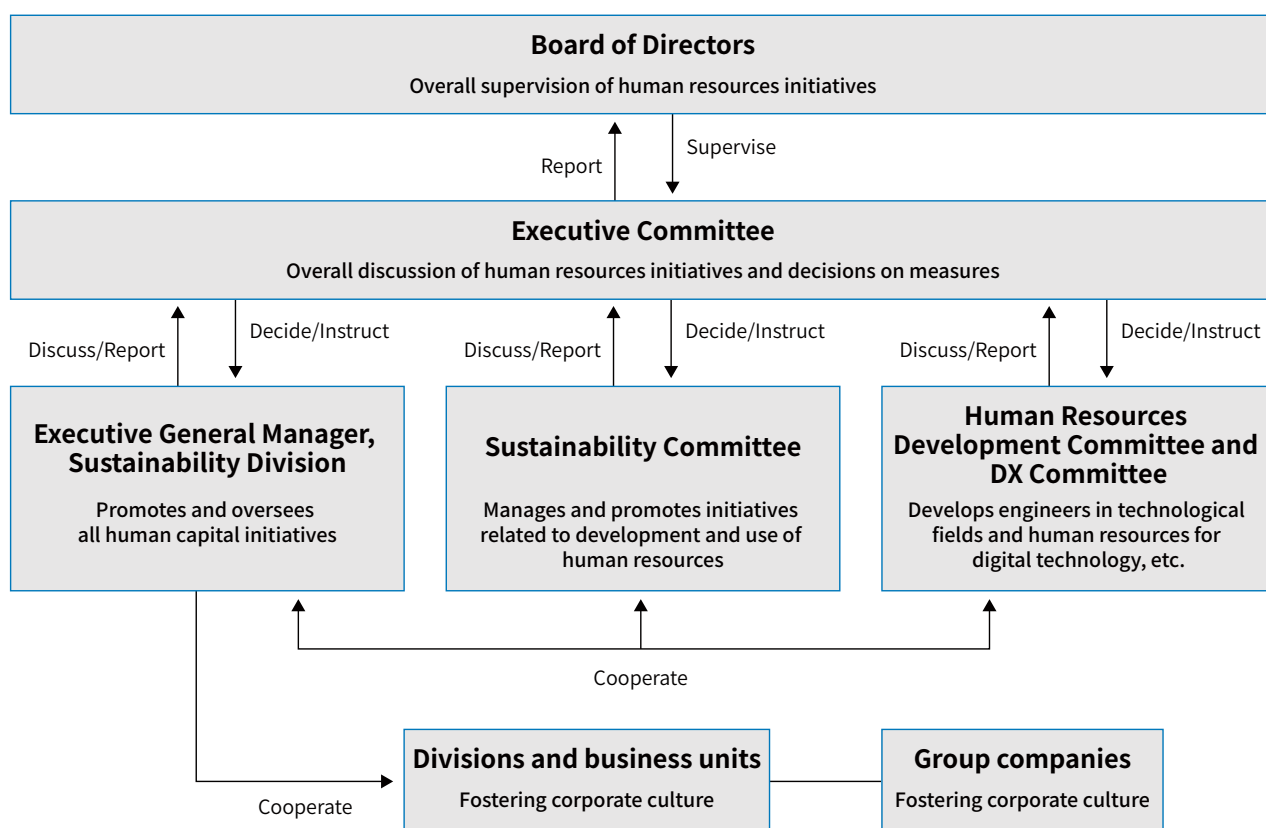 Board of Directors
Overall supervision of human resources initiatives
Report
Supervise
Executive Committee
Overall discussion of human resources initiatives and decisions on measures
Discuss/Report
Decide/Instruct
Discuss/Report
Decide/Instruct
Discuss/Report
Decide/Instruct
Executive General Manager,
Sustainability Division
Promotes and oversees
all human capital initiatives
Sustainability Committee
Manages and promotes initiatives
related to development and use of
human resources
Human Resources
Development Committee and
DX Committee
Develops engineers in technological
fields and human resources for
digital technology, etc.
Cooperate
Cooperate
Divisions and business units
Fostering corporate culture
Group companies
Fostering corporate culture